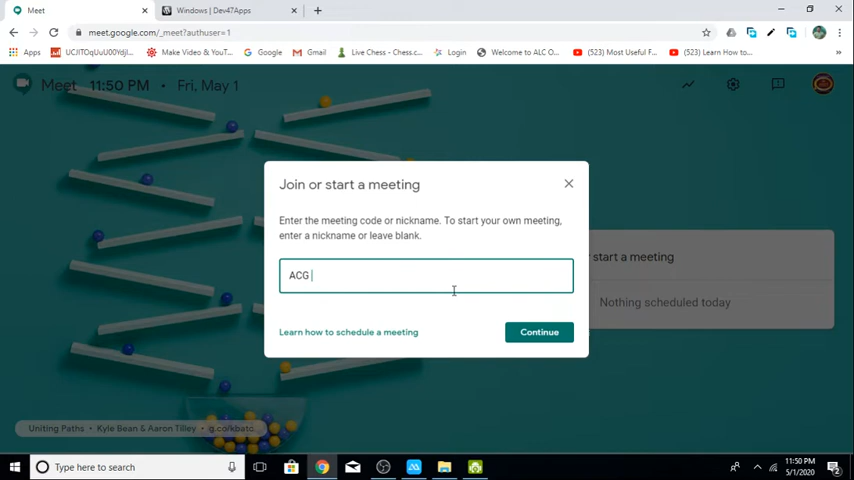 Meet
Windows | Dev47Apps
meet.google.com/_meet?authuser=1
Apps
UCJITOqUuU00YdjI...
Make Video & YouT...
Google
Gmail
Live Chess - Chess.c...
Login
Welcome to ALC O...
(523) Most Useful F...
(523) Learn How to...
Meet 11:50 PM • Fri, May 1
Join or start a meeting
Enter the meeting code or nickname. To start your own meeting,
enter a nickname or leave blank.
ACG
Learn how to schedule a meeting
Continue
start a meeting
Nothing scheduled today
Uniting Paths • Kyle Bean & Aaron Tilley • g.co/kbatc...
Type here to search
11:50 PM
5/1/2020
2